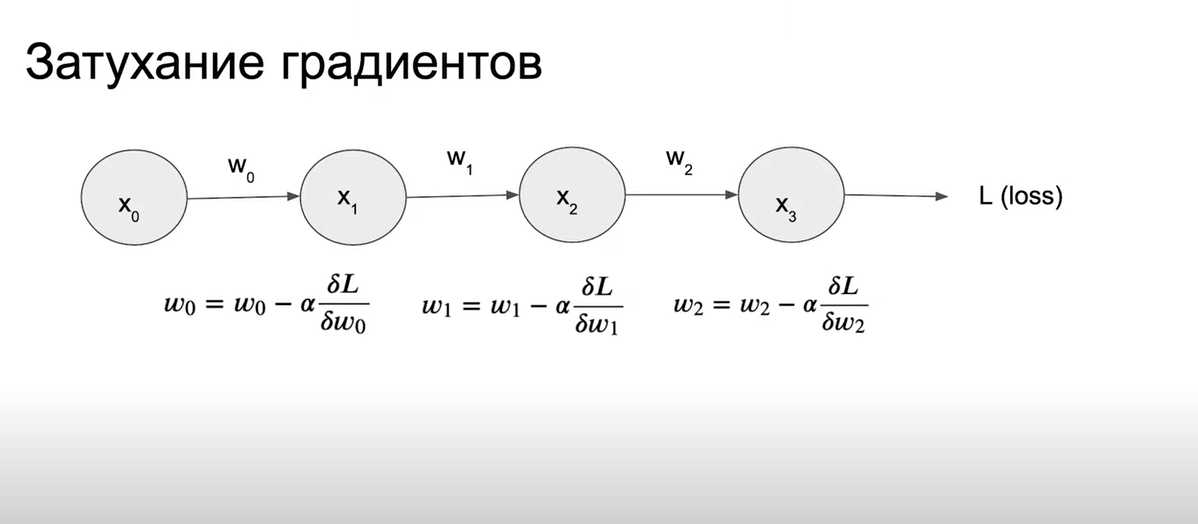 Затухание градиентов
w₀ w₁ w₂
x₀ x₁ x₂ x₃ L (loss)
w₀ = w₀ − α δL/δw₀ w₁ = w₁ − α δL/δw₁ w₂ = w₂ − α δL/δw₂